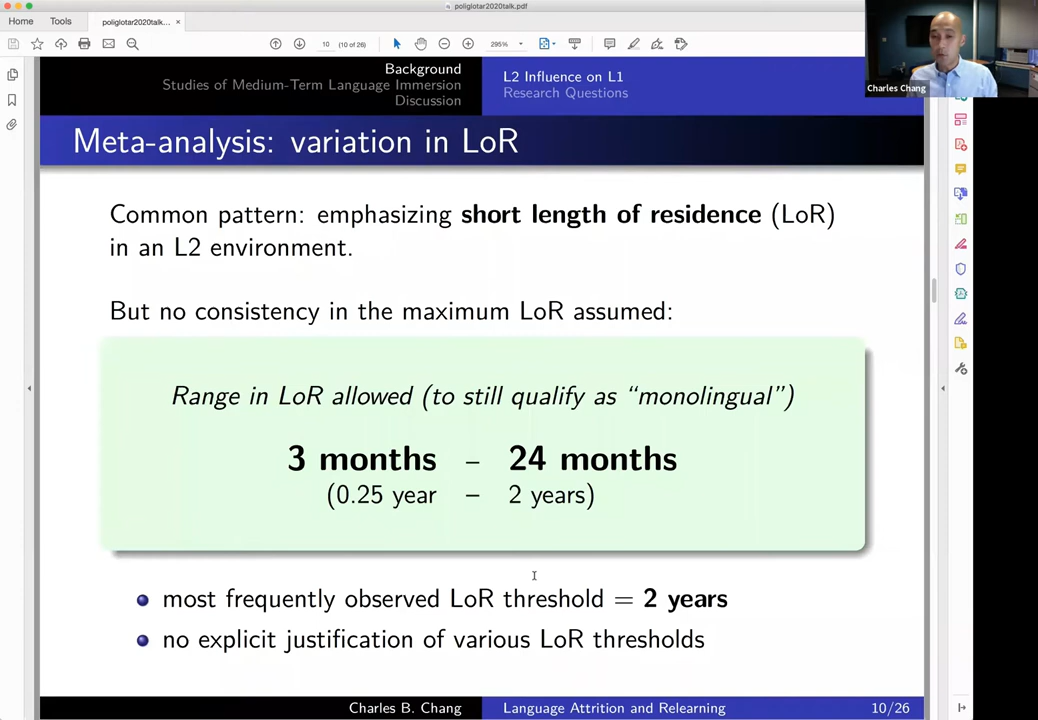 poliglotar2020talk.pdf
Home
Tools
poliglotar2020talk...
×
10
(10 of 26)
295%
Charles Chang
Background
Studies of Medium-Term Language Immersion
Discussion
L2 Influence on L1
Research Questions
Meta-analysis: variation in LoR
Common pattern: emphasizing short length of residence (LoR)
in an L2 environment.
But no consistency in the maximum LoR assumed:
Range in LoR allowed (to still qualify as “monolingual”)
3 months – 24 months
(0.25 year – 2 years)
most frequently observed LoR threshold = 2 years
no explicit justification of various LoR thresholds
Charles B. Chang
Language Attrition and Relearning
10/26